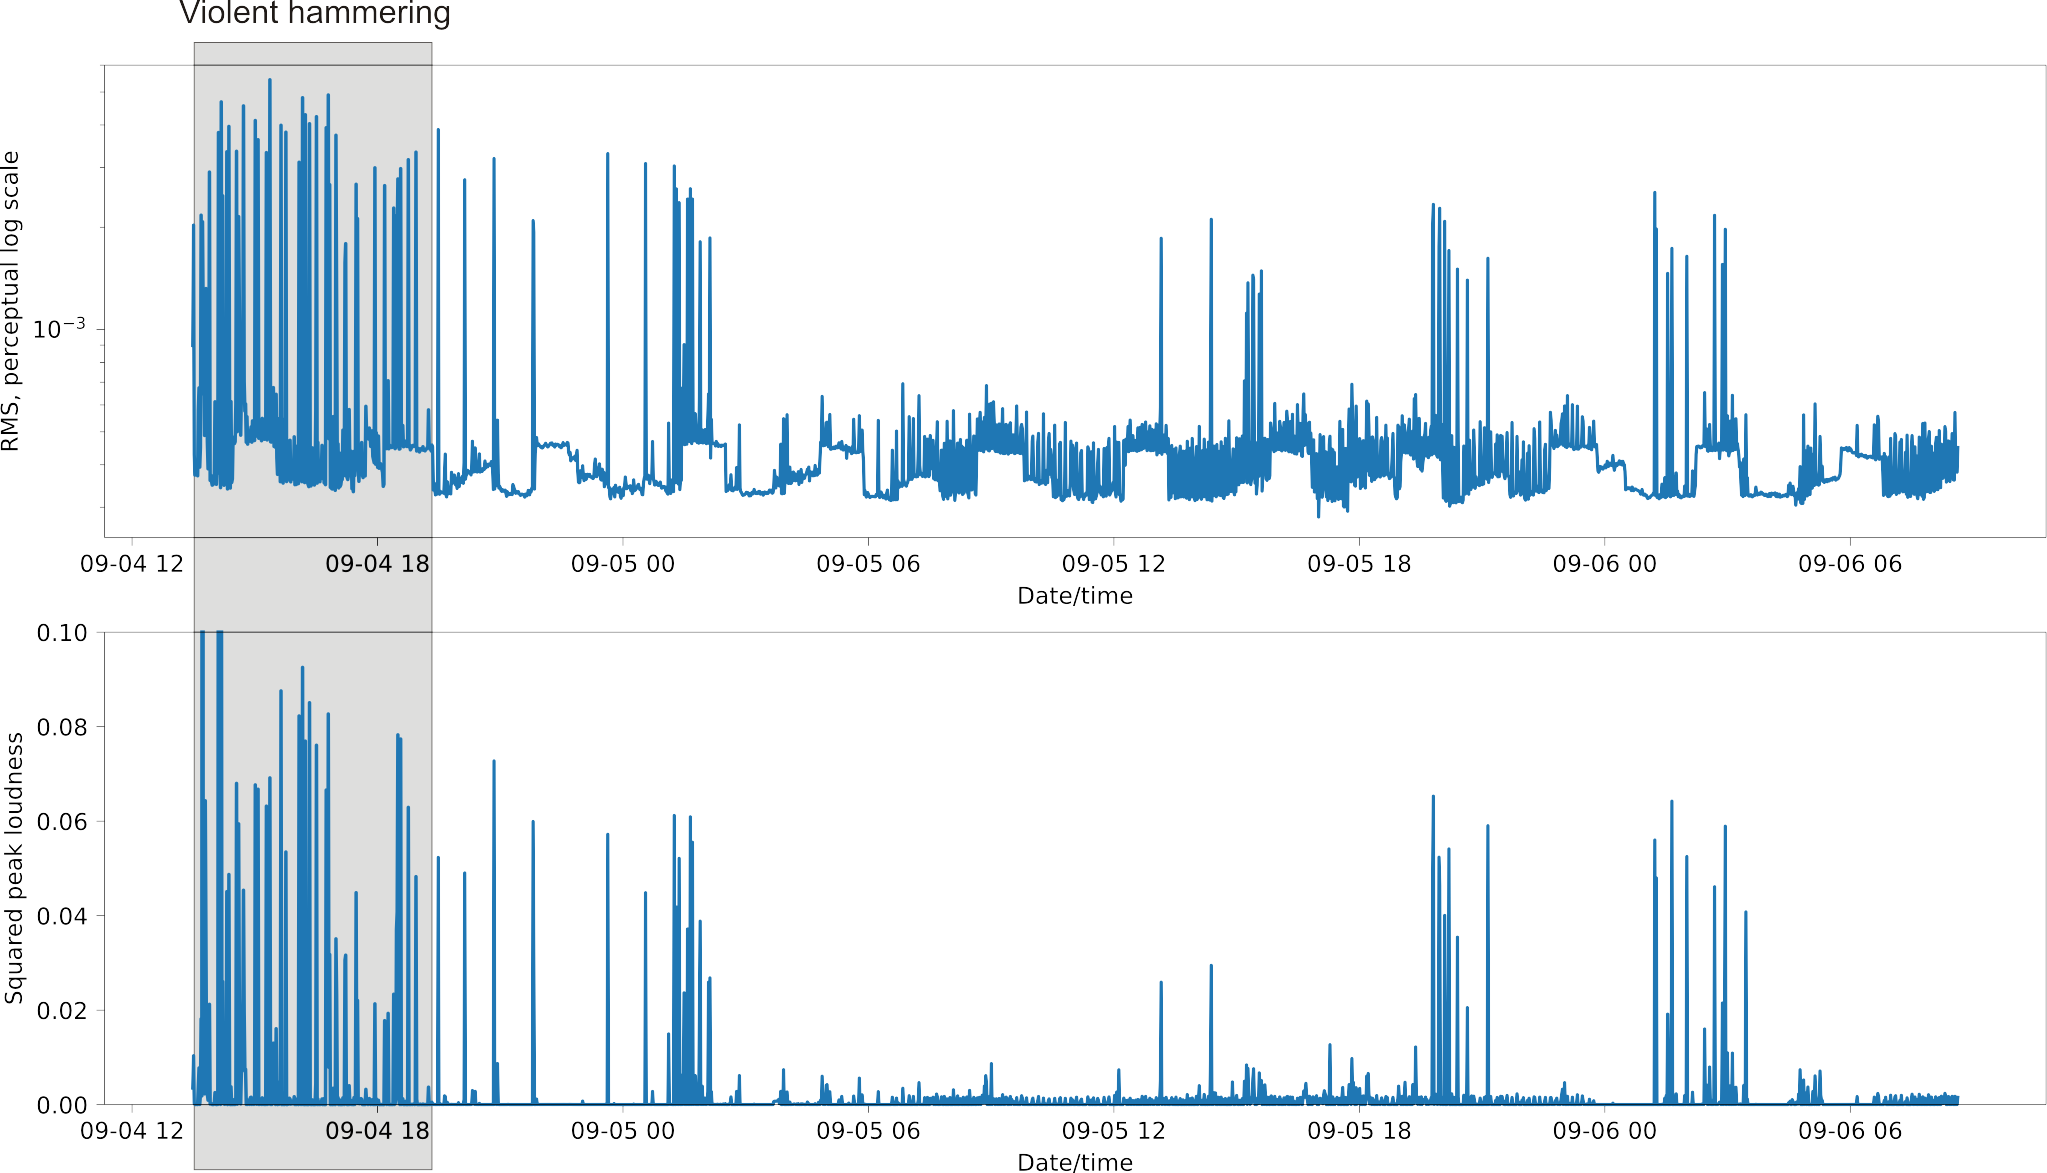 Violent hammering
RMS, perceptual log scale
10⁻³
09-04 12 09-04 18 09-05 00 09-05 06 09-05 12 09-05 18 09-06 00 09-06 06
Date/time
Squared peak loudness
0.10
0.08
0.06
0.04
0.02
0.00
09-04 12 09-04 18 09-05 00 09-05 06 09-05 12 09-05 18 09-06 00 09-06 06
Date/time